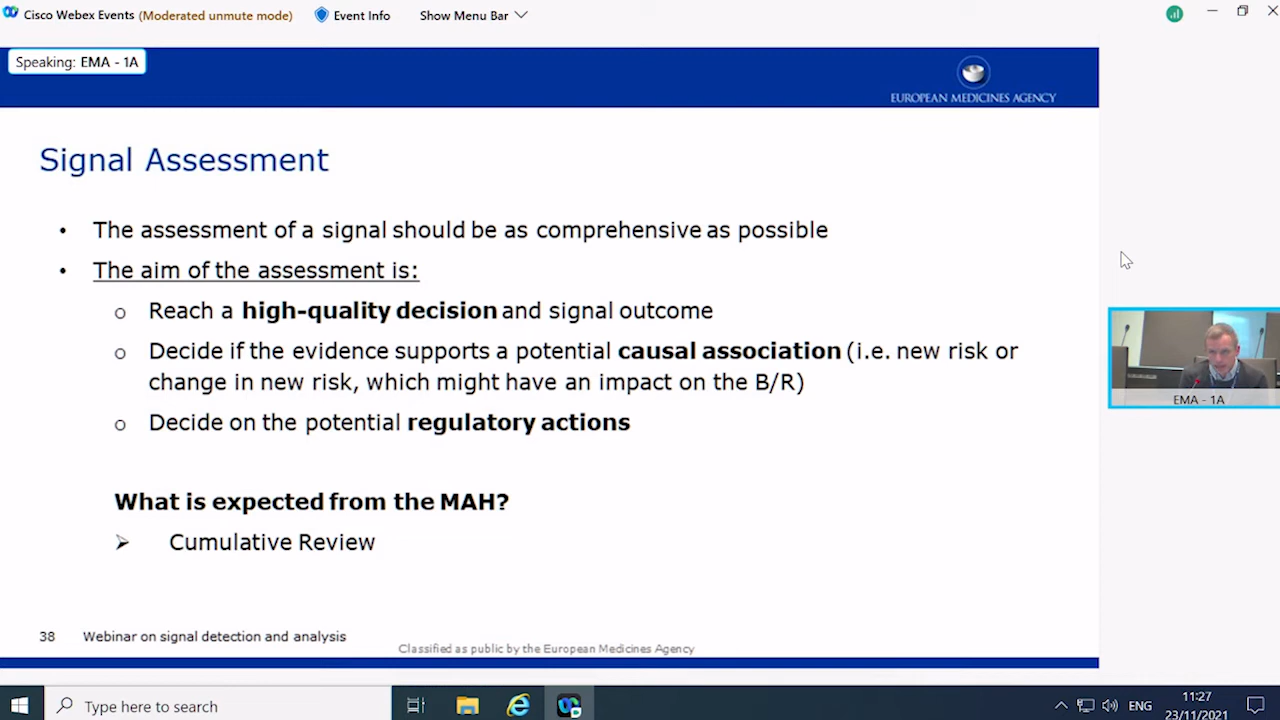 Cisco Webex Events (Moderated unmute mode) Event Info Show Menu Bar
Speaking: EMA - 1A
EUROPEAN MEDICINES AGENCY
Signal Assessment
• The assessment of a signal should be as comprehensive as possible
• The aim of the assessment is:
o Reach a high-quality decision and signal outcome
o Decide if the evidence supports a potential causal association (i.e. new risk or
change in new risk, which might have an impact on the B/R)
o Decide on the potential regulatory actions
What is expected from the MAH?
➢ Cumulative Review
EMA - 1A
38 Webinar on signal detection and analysis
Classified as public by the European Medicines Agency
Type here to search
ENG
11:27
23/11/2021